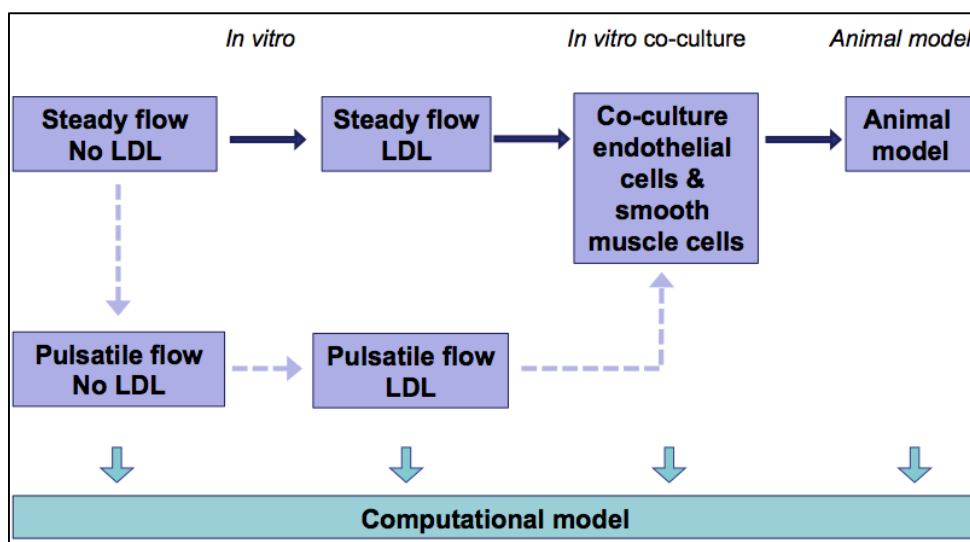 In vitro
In vitro co-culture
Animal model
Steady flow
No LDL
Steady flow
LDL
Co-culture
endothelial
cells &
smooth
muscle cells
Animal
model
Pulsatile flow
No LDL
Pulsatile flow
LDL
Computational model